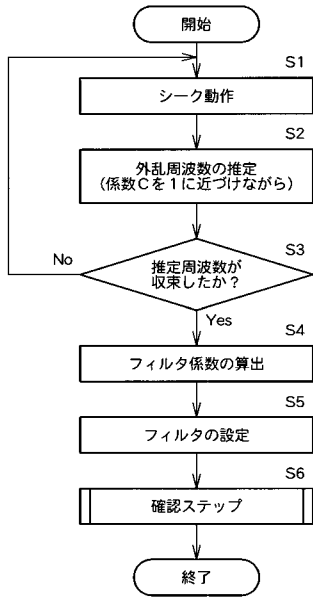 開始
S1
シーク動作
S2
外乱周波数の推定
(係数Cを1に近づけながら)
S3
推定周波数が
収束したか?
No
Yes
S4
フィルタ係数の算出
S5
フィルタの設定
S6
確認ステップ
終了